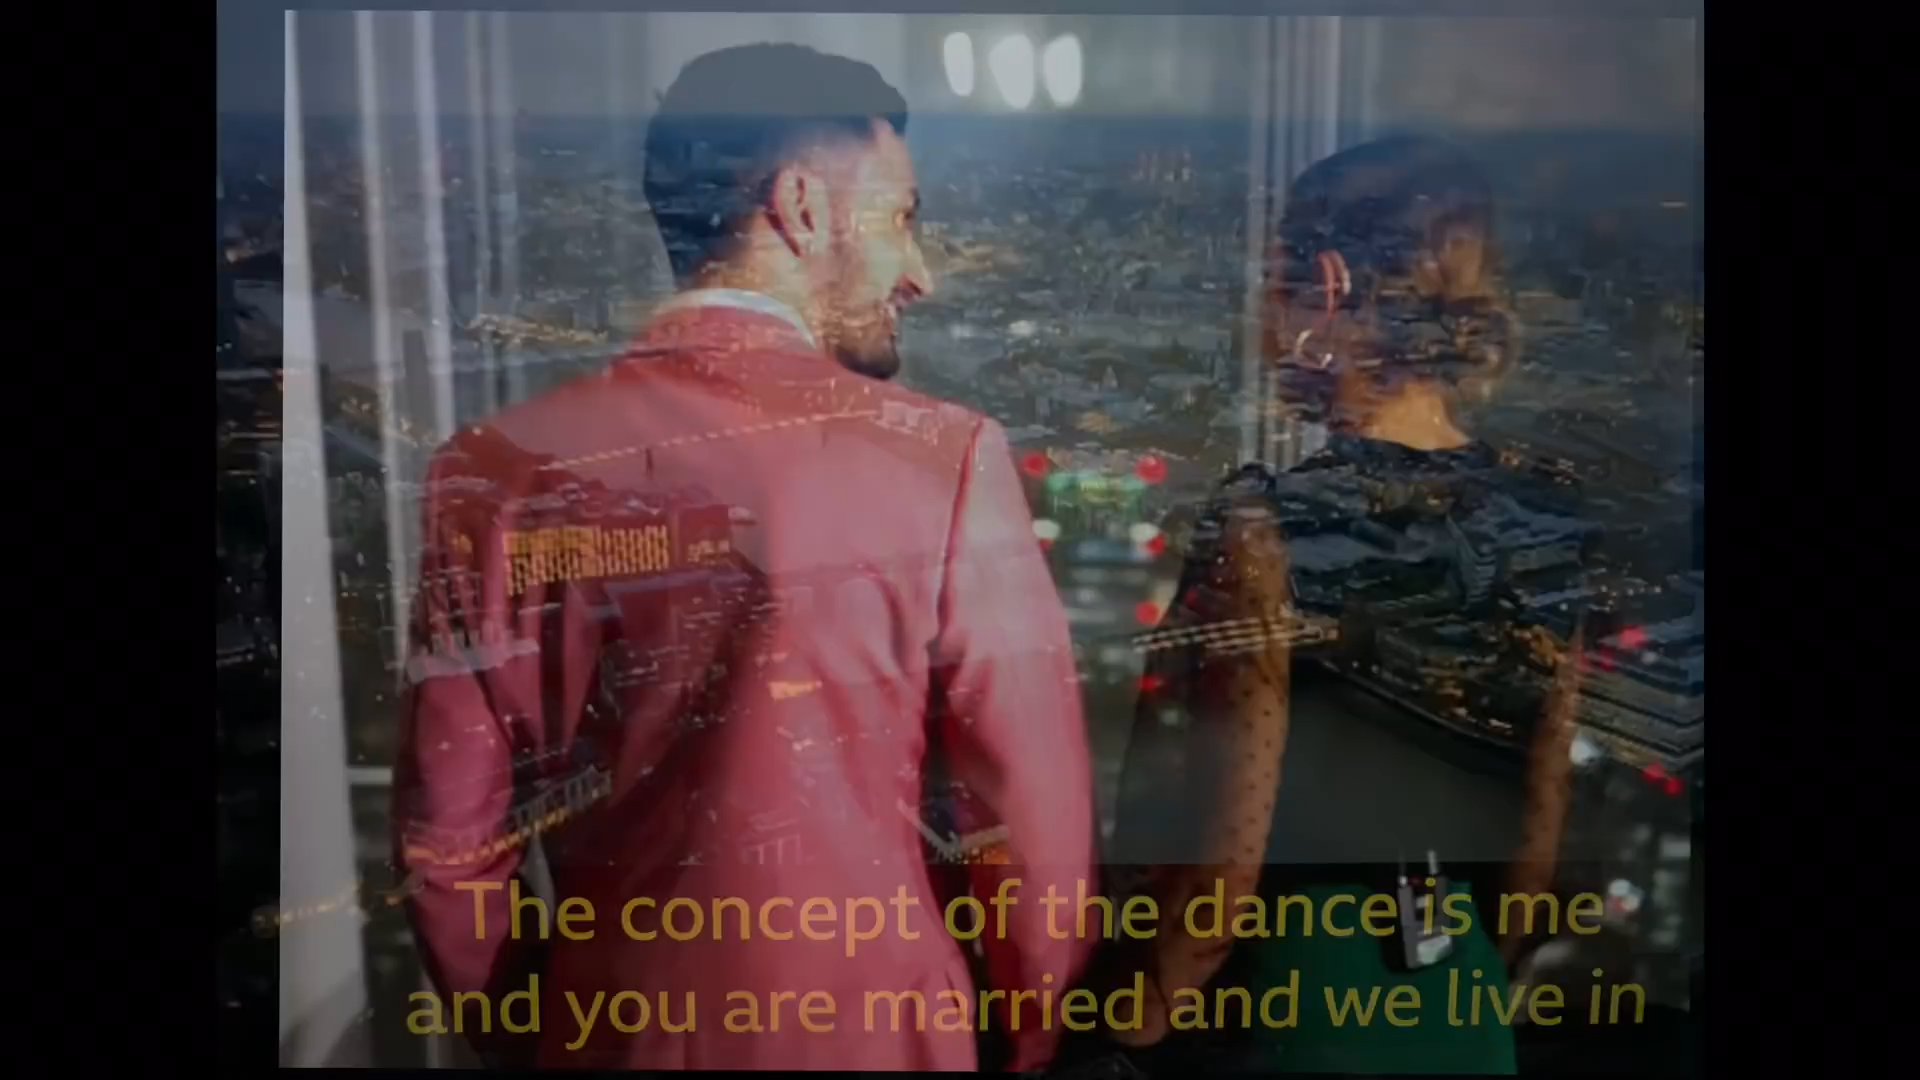 The concept of the dance is me
and you are married and we live in